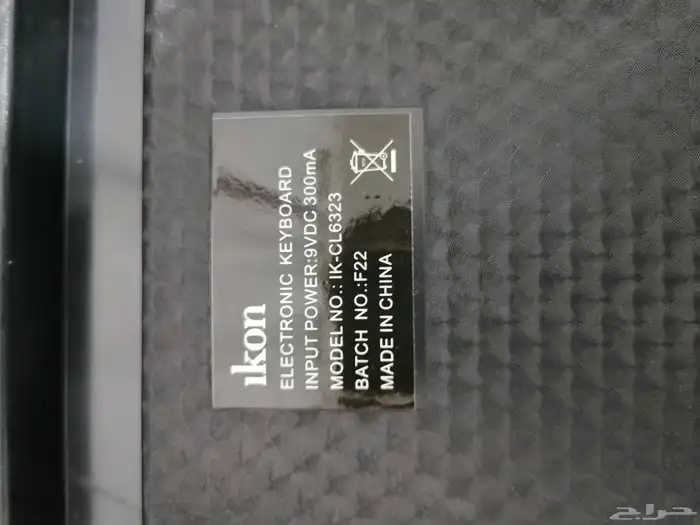 ikon
ELECTRONIC KEYBOARD
INPUT POWER:9VDC 300mA
MODEL NO.: IK-CL6323
BATCH NO.:F22
MADE IN CHINA
حراج